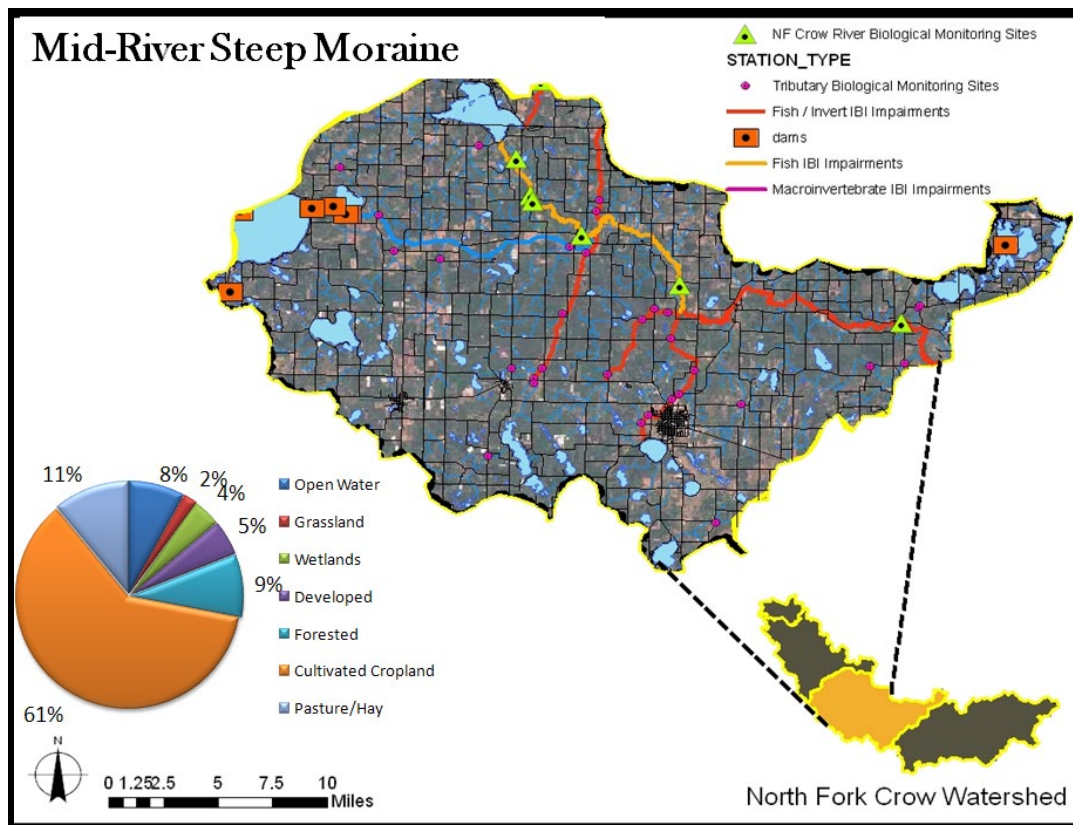 Mid-River Steep Moraine
NF Crow River Biological Monitoring Sites
STATION_TYPE
Tributary Biological Monitoring Sites
Fish / Invert IBI Impairments
dams
Fish IBI Impairments
Macroinvertebrate IBI Impairments
11%
8%
2%
4%
5%
9%
61%
Open Water
Grassland
Wetlands
Developed
Forested
Cultivated Cropland
Pasture/Hay
N
0 1.252.5 5 7.5 10
Miles
North Fork Crow Watershed